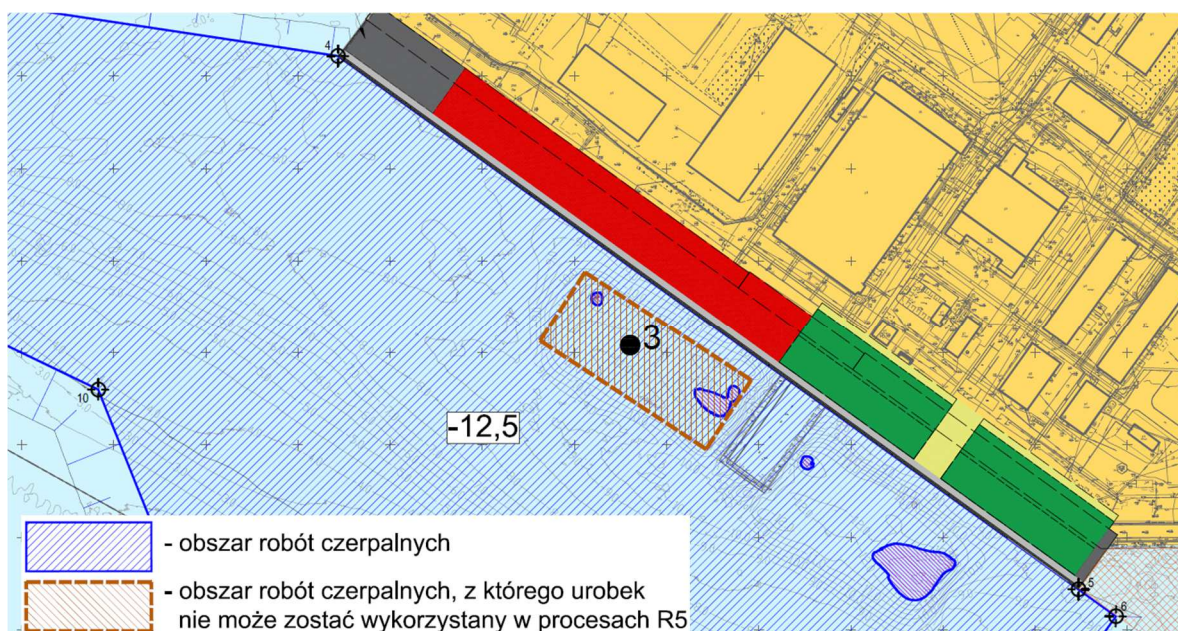 4
3
10
-12,5
5
6
- obszar robót czerpalnych
- obszar robót czerpalnych, z którego urobek
nie może zostać wykorzystany w procesach R5